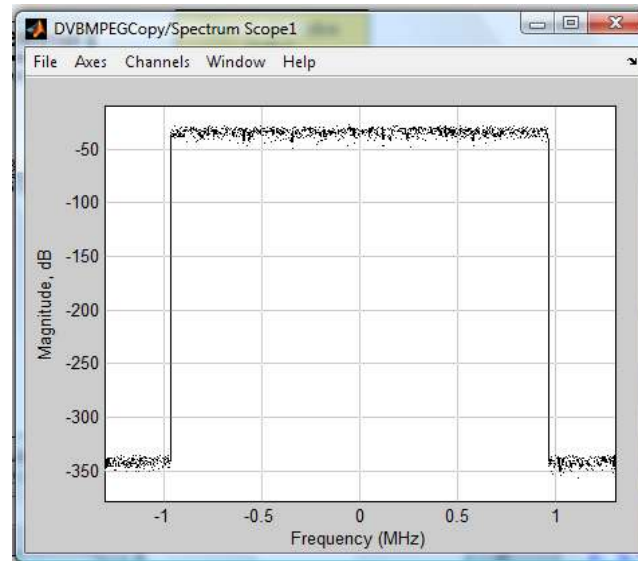 DVBMPEGCopy/Spectrum Scope1
File Axes Channels Window Help
-50
-100
-150
-200
-250
-300
-350
Magnitude, dB
-1 -0.5 0 0.5 1
Frequency (MHz)